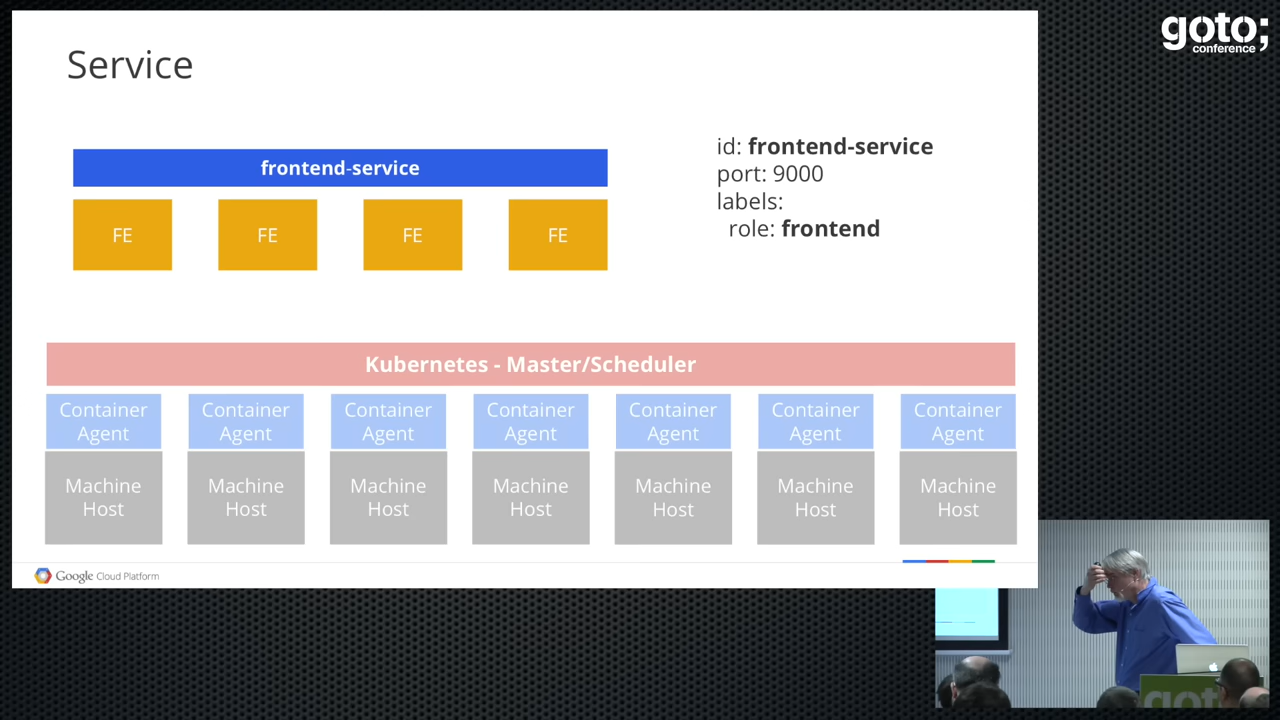 goto;
conference
Service
frontend-service
id: frontend-service
port: 9000
labels:
role: frontend
FE
FE
FE
FE
Kubernetes - Master/Scheduler
Container
Agent
Container
Agent
Container
Agent
Container
Agent
Container
Agent
Container
Agent
Container
Agent
Machine
Host
Machine
Host
Machine
Host
Machine
Host
Machine
Host
Machine
Host
Machine
Host
Google Cloud Platform
goto